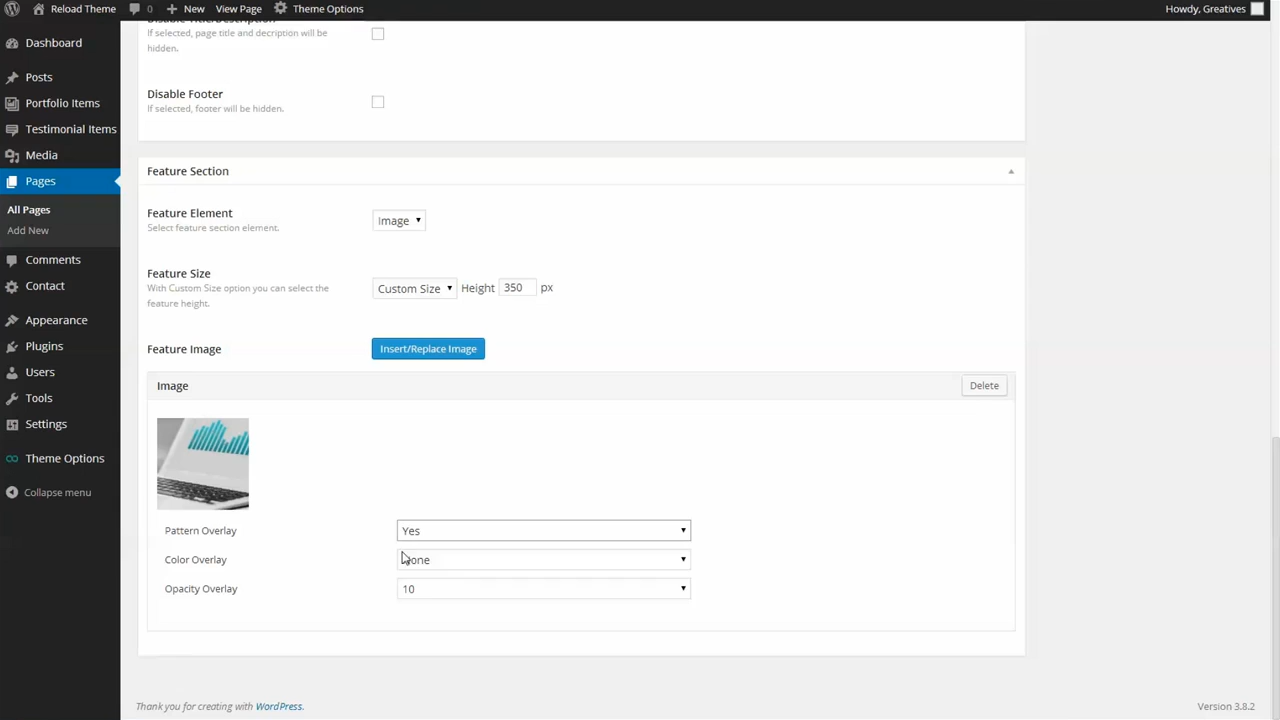 Reload Theme 0 New View Page Theme Options Howdy, Greatives
Dashboard
Posts
Portfolio Items
Testimonial Items
Media
Pages
All Pages
Add New
Comments
Contact
Appearance
Plugins
Users
Tools
Settings
Theme Options
Collapse menu
Disable Title/Description
If selected, page title and decription will be
hidden.
Disable Footer
If selected, footer will be hidden.
Feature Section
Feature Element
Select feature section element.
Image
Feature Size
With Custom Size option you can select the
feature height.
Custom Size Height 350 px
Feature Image Insert/Replace Image
Image Delete
Pattern Overlay Yes
Color Overlay None
Opacity Overlay 10
Thank you for creating with WordPress. Version 3.8.2